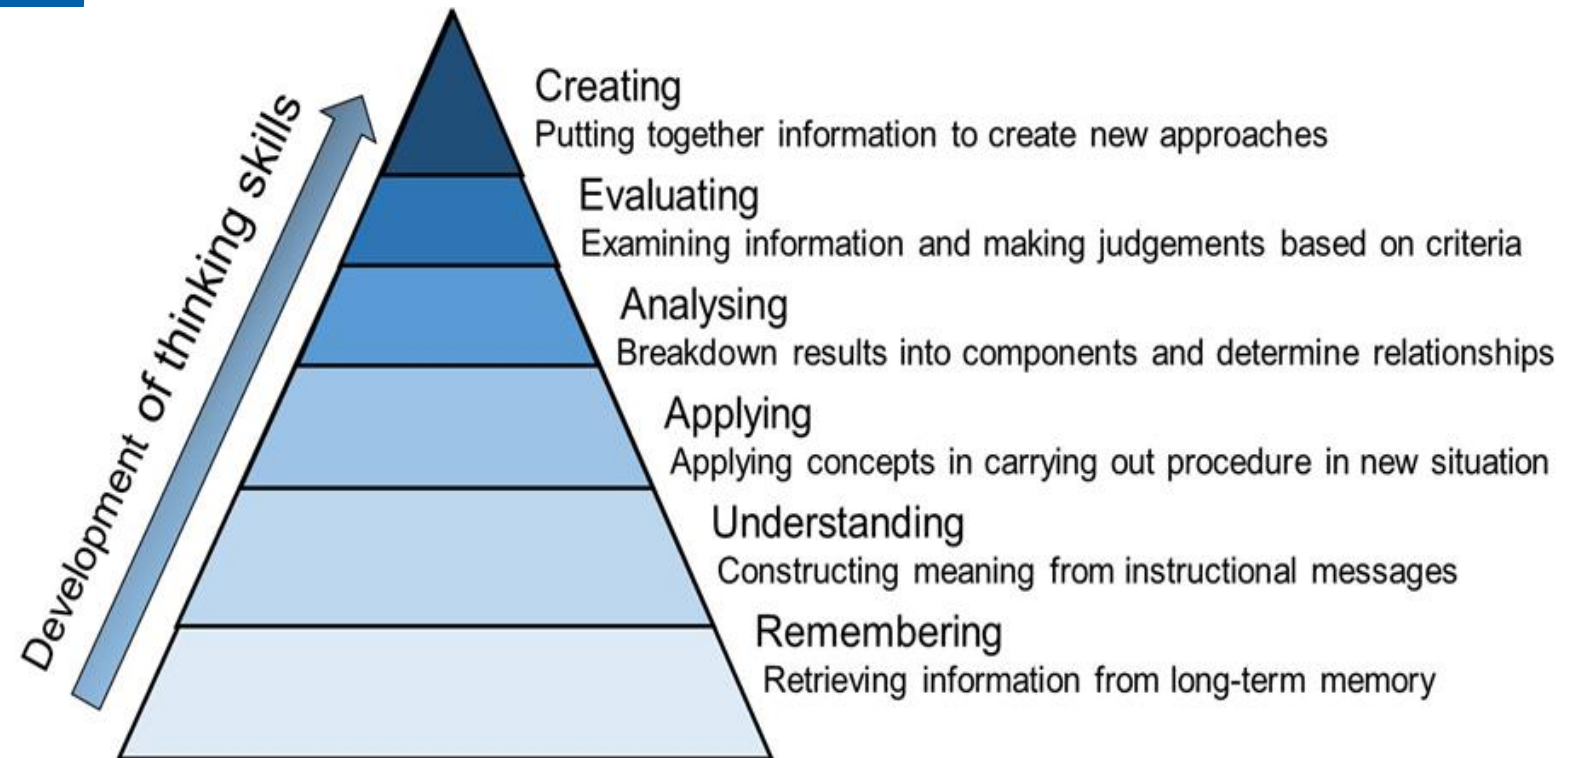 Development of thinking skills
Creating
Putting together information to create new approaches
Evaluating
Examining information and making judgements based on criteria
Analysing
Breakdown results into components and determine relationships
Applying
Applying concepts in carrying out procedure in new situation
Understanding
Constructing meaning from instructional messages
Remembering
Retrieving information from long-term memory